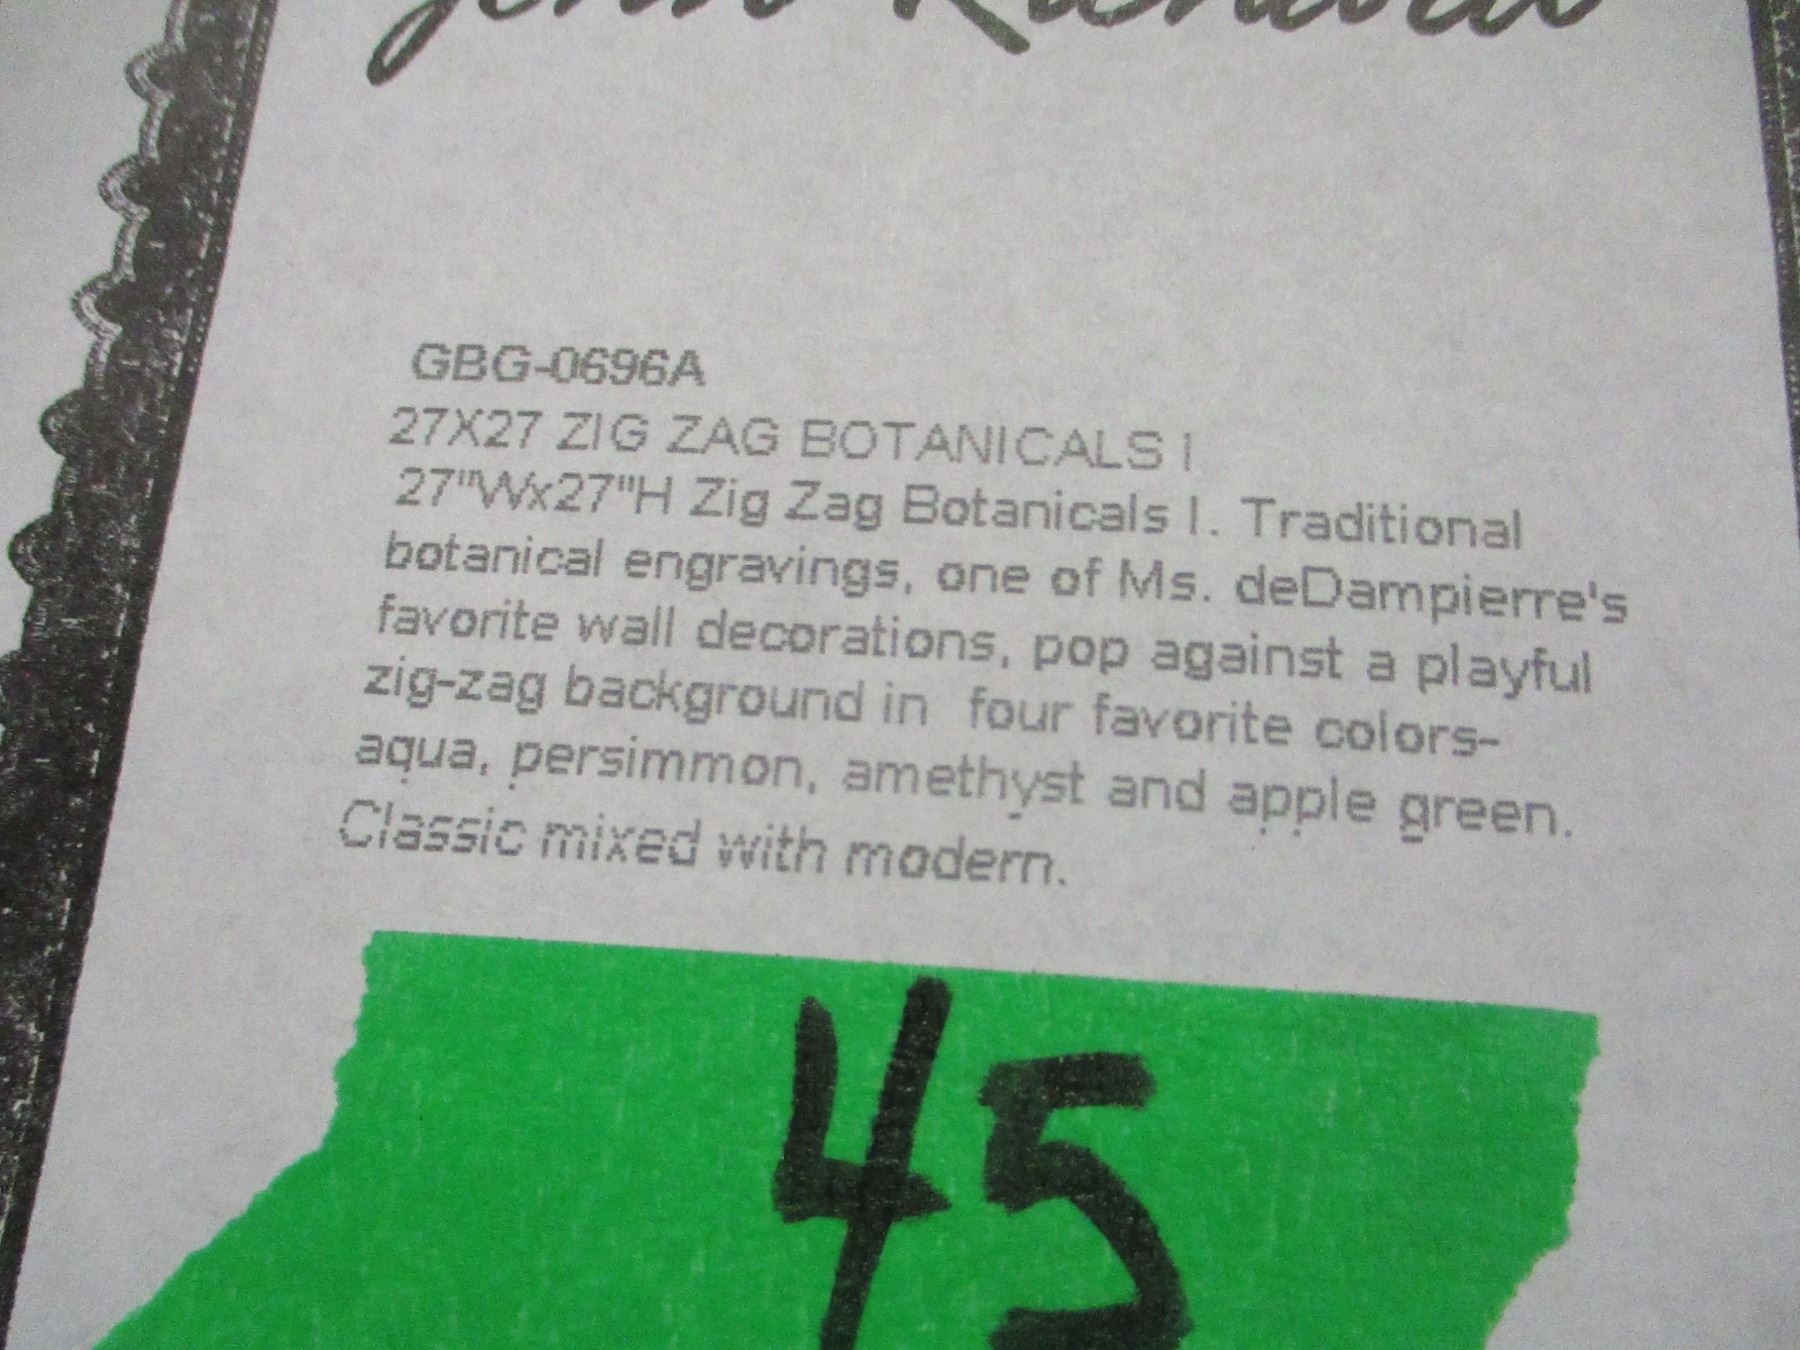 GBG-0696A
27X27 ZIG ZAG BOTANICALS I
27"Wx27"H Zig Zag Botanicals I. Traditional
botanical engravings, one of Ms. deDampierre's
favorite wall decorations, pop against a playful
zig-zag background in four favorite colors-
aqua, persimmon, amethyst and apple green.
Classic mixed with modern.
45